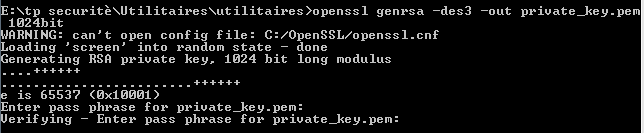 E:\tp securitè\Utilitaires\utilitaires>openssl genrsa -des3 -out private_key.pem
 1024bit
WARNING: can't open config file: C:/OpenSSL/openssl.cnf
Loading 'screen' into random state - done
Generating RSA private key, 1024 bit long modulus
....++++++
........................++++++
e is 65537 (0x10001)
Enter pass phrase for private_key.pem:
Verifying - Enter pass phrase for private_key.pem: